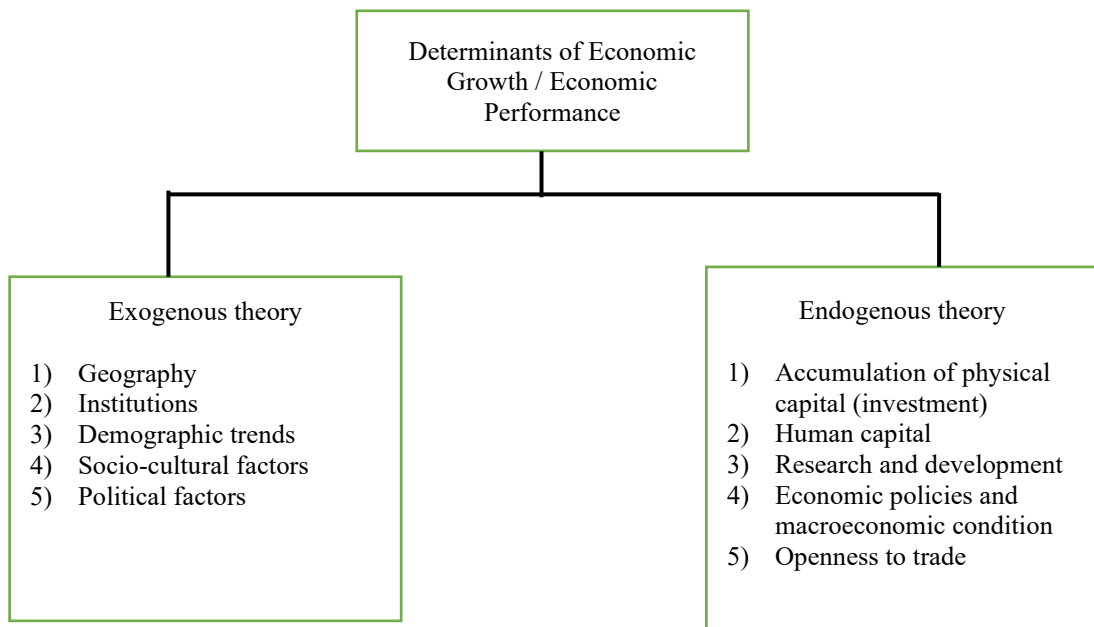 Determinants of Economic
Growth / Economic
Performance
Exogenous theory
1) Geography
2) Institutions
3) Demographic trends
4) Socio-cultural factors
5) Political factors
Endogenous theory
1) Accumulation of physical
capital (investment)
2) Human capital
3) Research and development
4) Economic policies and
macroeconomic condition
5) Openness to trade